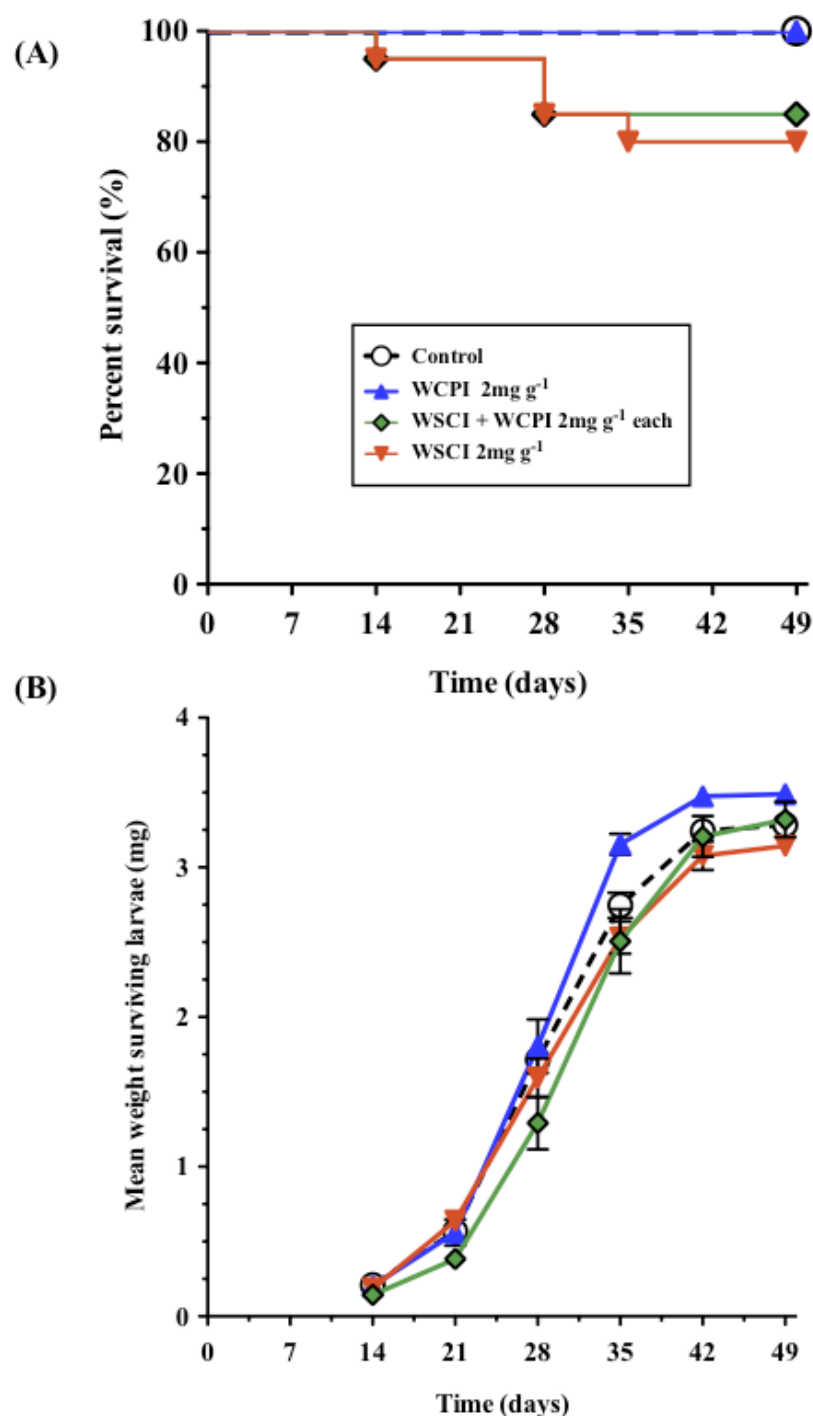 (A)
Percent survival (%)
100
80
60
40
20
0
Control
WCPI 2mg g⁻¹
WSCI + WCPI 2mg g⁻¹ each
WSCI 2mg g⁻¹
0 7 14 21 28 35 42 49
Time (days)
(B)
Mean weight surviving larvae (mg)
4
3
2
1
0
0 7 14 21 28 35 42 49
Time (days)